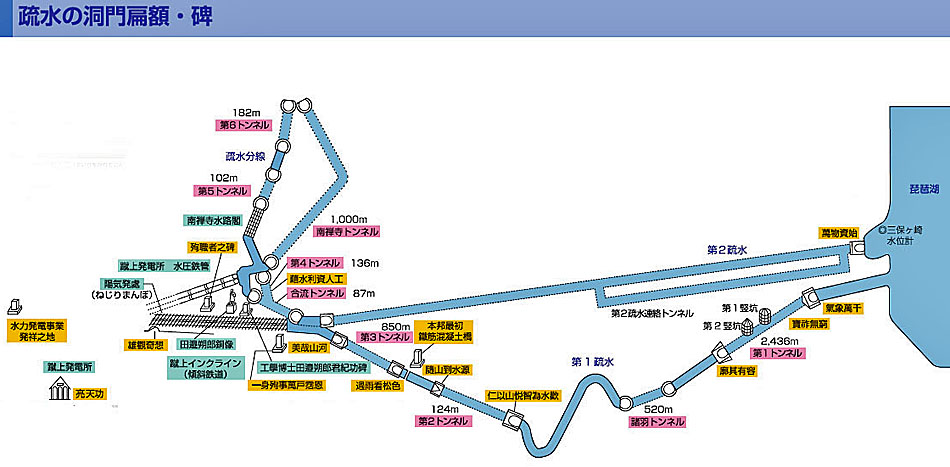 疏水の洞門扁額・碑
182m
第6トンネル
疏水分線
102m
第5トンネル
南禅寺水路閣
1,000m
南禅寺トンネル
琵琶湖
萬物資始
◎三保ヶ崎
水位計
殉職者之碑
第2疏水
蹴上発電所 水圧鉄管
第4トンネル 136m
藉水利資人工
合流トンネル 87m
陽気発處
(ねじりまんぽ)
第2疏水連絡トンネル
氣象萬千
第1竪坑
寶祚無窮
第2竪坑
水力発電事業
発祥之地
850m
第3トンネル
本邦最初
鐵筋混凝土橋
2,436m
第1トンネル
雄觀奇想
田邉朔郎銅像
美哉山河
第1疏水
蹴上インクライン
(傾斜鉄道)
工學博士田邉朔郎君紀功碑
随山到水源
廓其有容
蹴上発電所
一身殉事萬戸霑恩
過雨看松色
亮天功
仁以山悦智為水歡
124m
第2トンネル
520m
諸羽トンネル